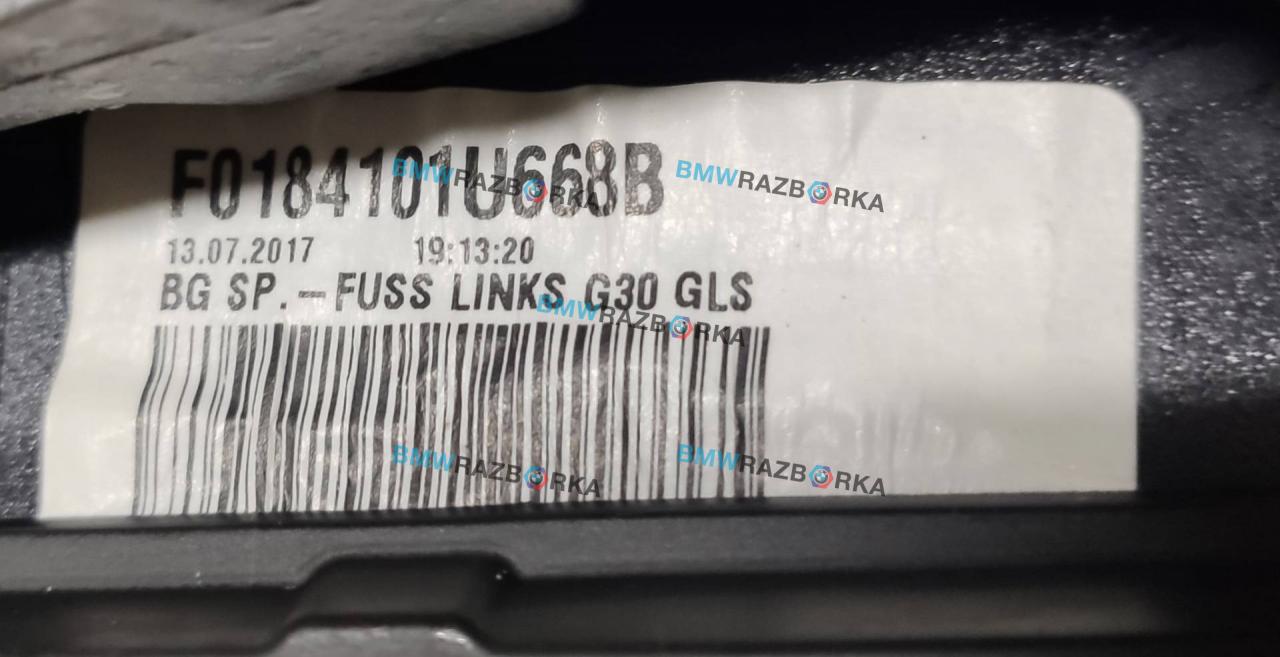 F0184101U668B
BMWRAZBORKA
BMWRAZBORKA
13.07.2017 19:13:20
BG SP.-FUSS LINKS G30 GLS
BMWRAZBORKA
BMWRAZBORKA
BMWRAZBORKA